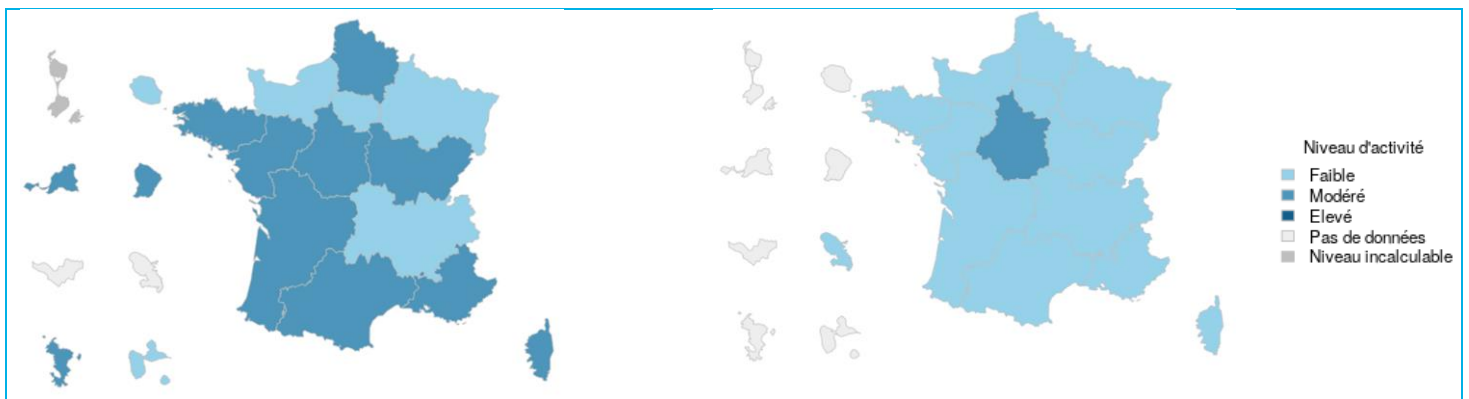 Niveau d'activité
Faible
Modéré
Elevé
Pas de données
Niveau incalculable